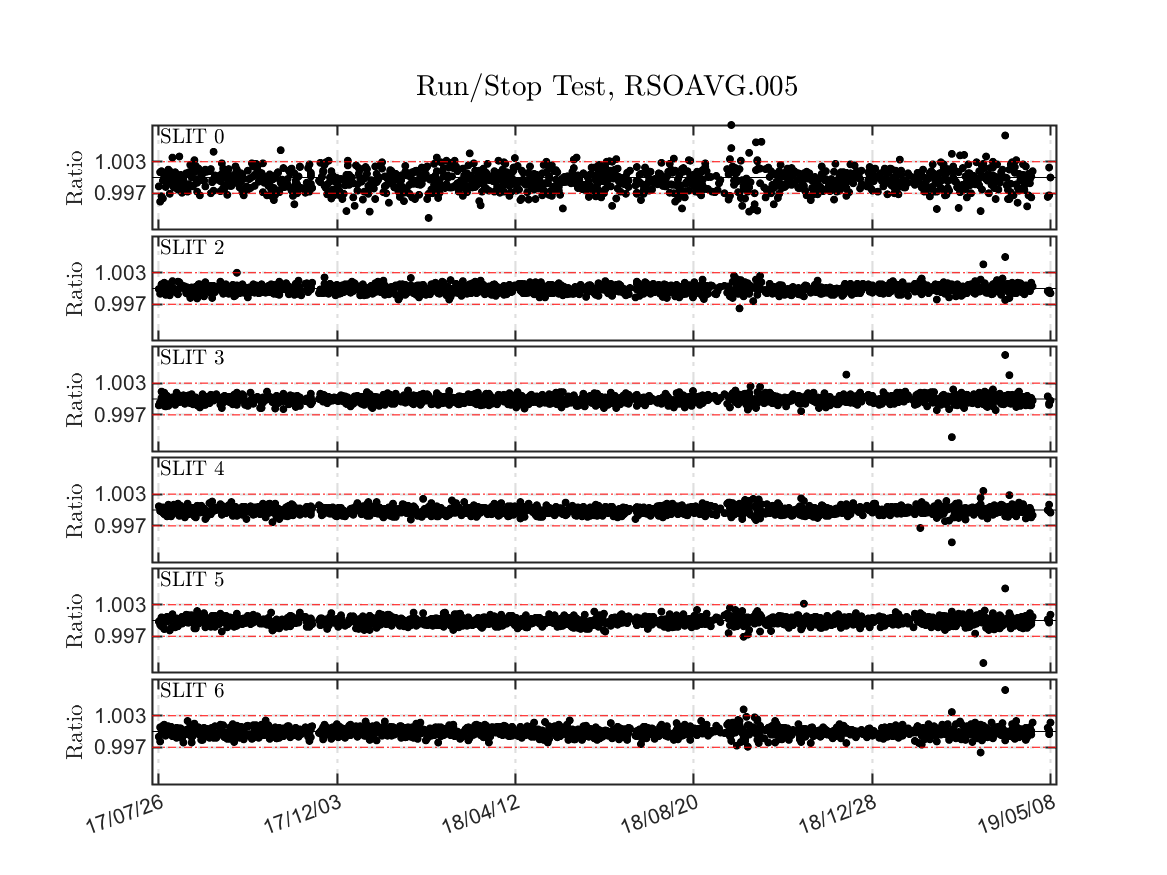 Run/Stop Test, RSOAVG.005
SLIT 0
1.003
0.997
Ratio
SLIT 2
1.003
0.997
Ratio
SLIT 3
1.003
0.997
Ratio
SLIT 4
1.003
0.997
Ratio
SLIT 5
1.003
0.997
Ratio
SLIT 6
1.003
0.997
Ratio
17/07/26 17/12/03 18/04/12 18/08/20 18/12/28 19/05/08